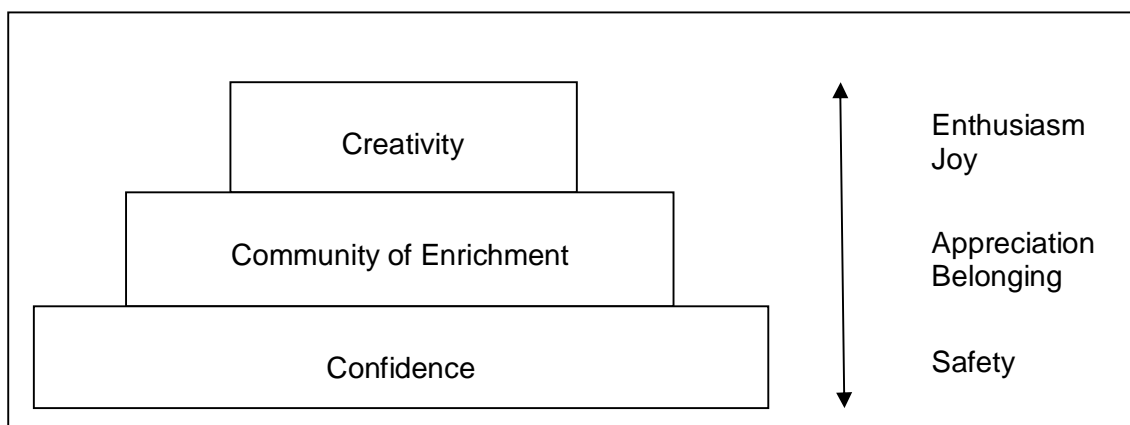 Creativity
Enthusiasm
Joy
Community of Enrichment
Appreciation
Belonging
Confidence
Safety